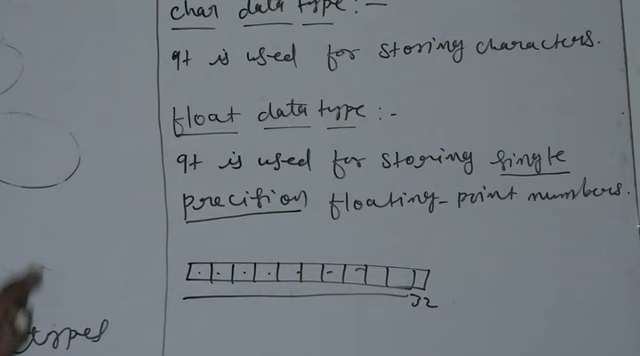 char data type :-
It is used for storing characters.
float data type :-
It is used for storing single
precision floating-point numbers.
32
types